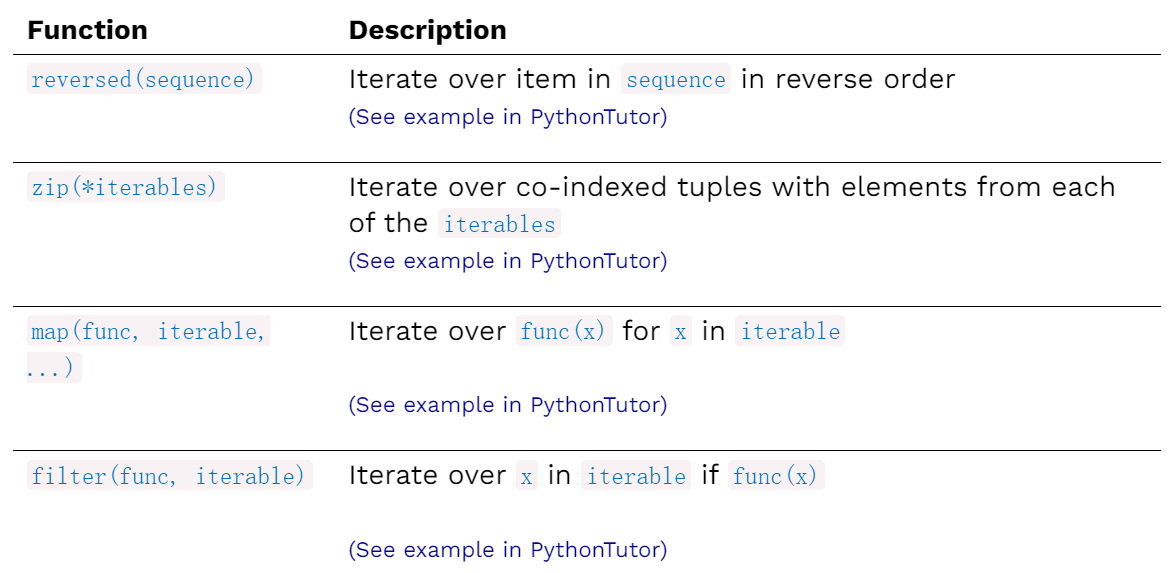 Function Description
reversed(sequence) Iterate over item in sequence in reverse order
(See example in PythonTutor)
zip(*iterables) Iterate over co-indexed tuples with elements from each
of the iterables
(See example in PythonTutor)
map(func, iterable, Iterate over func(x) for x in iterable
...)
(See example in PythonTutor)
filter(func, iterable) Iterate over x in iterable if func(x)
(See example in PythonTutor)